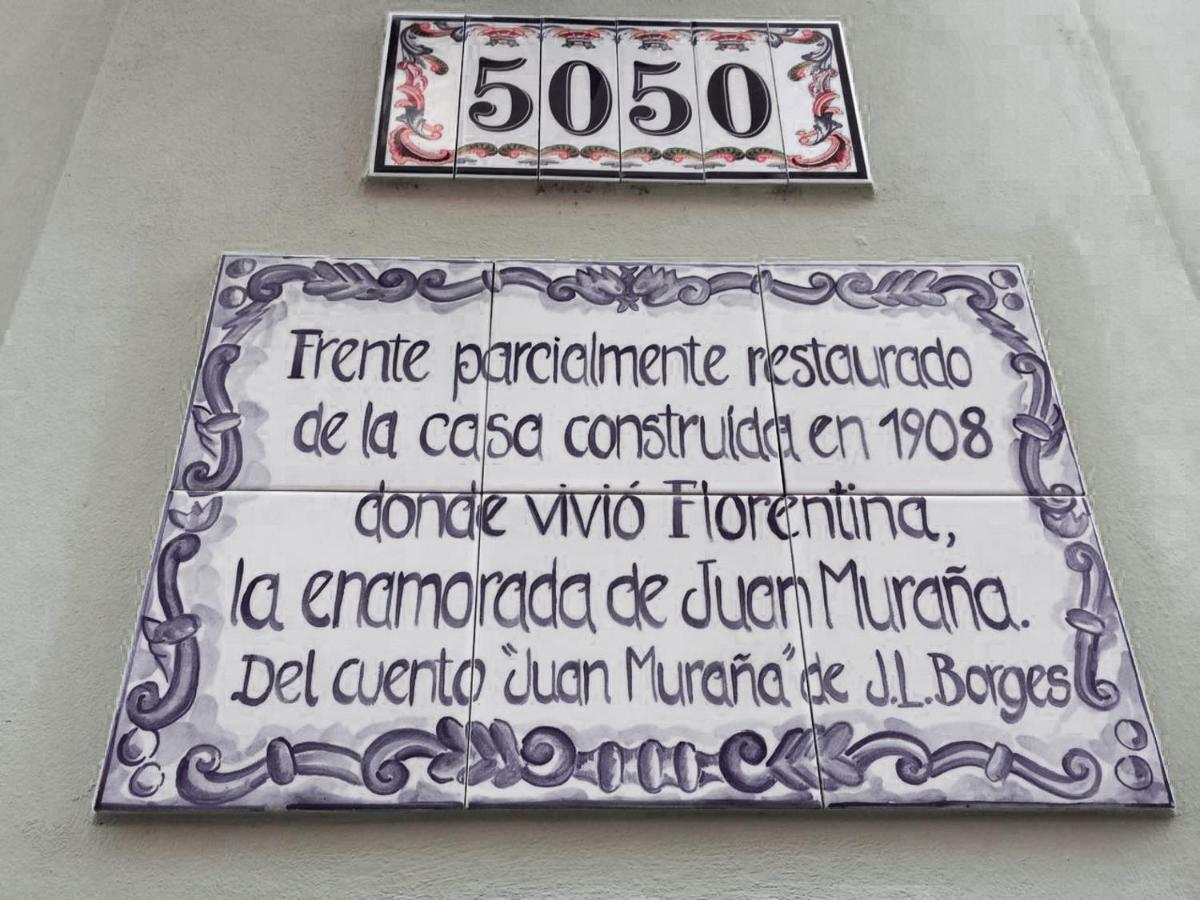 5050
Frente parcialmente restaurado
de la casa construída en 1908
donde vivió Florentina,
la enamorada de Juan Muraña.
Del cuento "Juan Muraña" de J.L.Borges